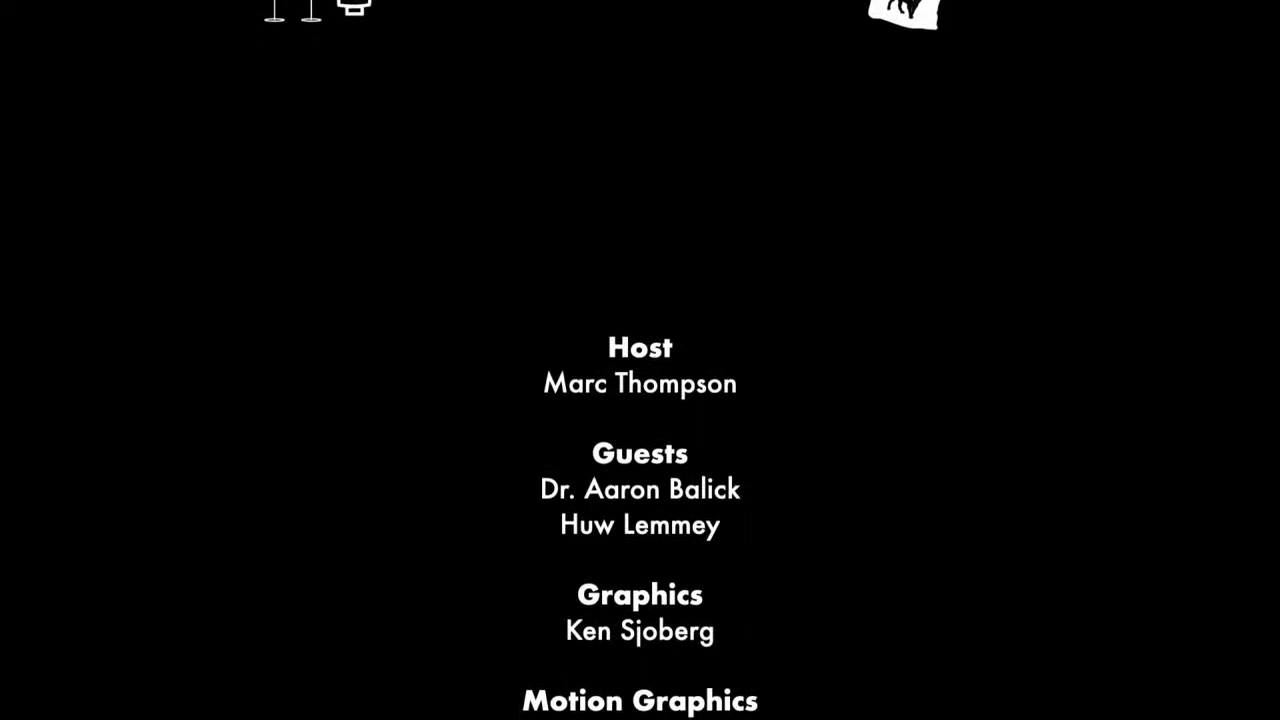 Host
Marc Thompson
Guests
Dr. Aaron Balick
Huw Lemmey
Graphics
Ken Sjoberg
Motion Graphics